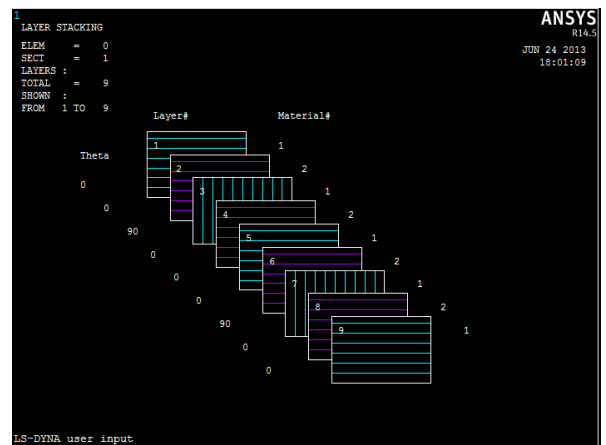 1
LAYER STACKING
ANSYS
R14.5
ELEM = 0
SECT = 1
LAYERS :
TOTAL = 9
SHOWN :
FROM 1 TO 9
JUN 24 2013
18:01:09
Layer# Material#
Theta
1 1
2 2
0
3 1
0
4 2
90
5 1
0
6 2
0
7 1
0
8 2
90
9 1
0
0
LS-DYNA user input